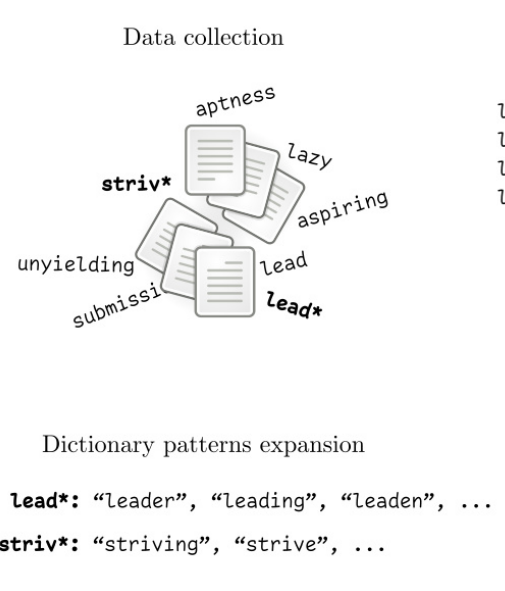 Data collection
aptness
lazy
striv*
aspiring
unyielding
lead
submissi
lead*
Dictionary patterns expansion
lead*: “leader”, “leading”, “leaden”, ...
striv*: “striving”, “strive”, ...